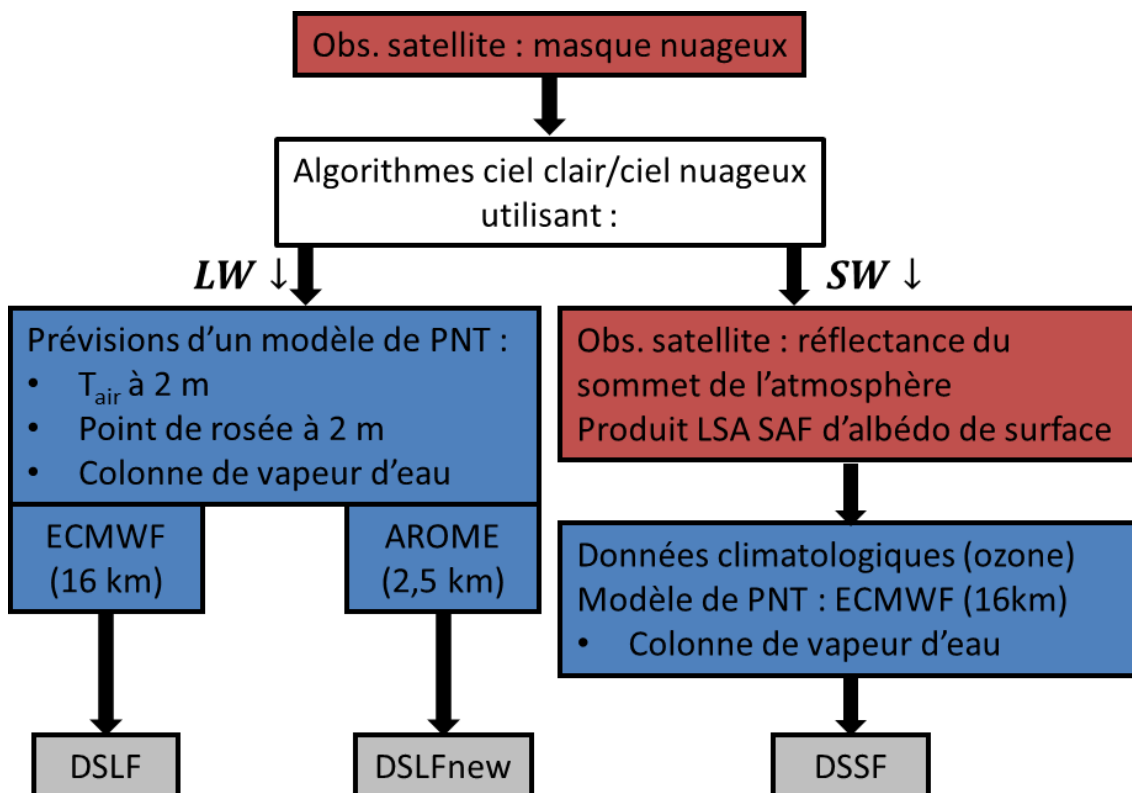 Obs. satellite : masque nuageux
Algorithmes ciel clair/ciel nuageux
utilisant :
LW ↓
SW ↓
Prévisions d'un modèle de PNT :
• Tair à 2 m
• Point de rosée à 2 m
• Colonne de vapeur d'eau
ECMWF
(16 km)
AROME
(2,5 km)
Obs. satellite : réflectance du
sommet de l'atmosphère
Produit LSA SAF d'albédo de surface
Données climatologiques (ozone)
Modèle de PNT : ECMWF (16km)
• Colonne de vapeur d'eau
DSLF
DSLFnew
DSSF